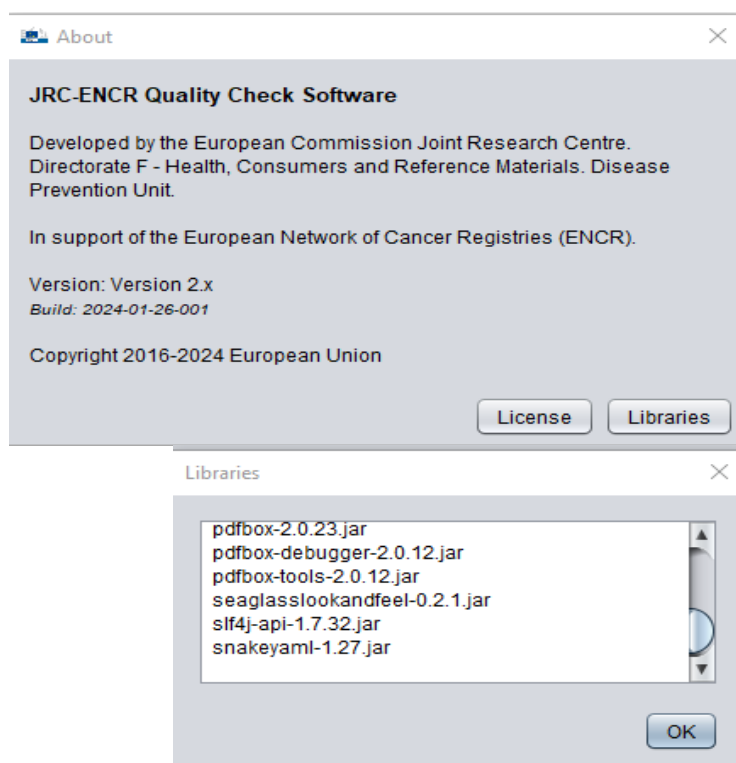 About
JRC-ENCR Quality Check Software
Developed by the European Commission Joint Research Centre.
Directorate F - Health, Consumers and Reference Materials. Disease
Prevention Unit.
In support of the European Network of Cancer Registries (ENCR).
Version: Version 2.x
Build: 2024-01-26-001
Copyright 2016-2024 European Union
License
Libraries
Libraries
pdfbox-2.0.23.jar
pdfbox-debugger-2.0.12.jar
pdfbox-tools-2.0.12.jar
seaglasslookandfeel-0.2.1.jar
slf4j-api-1.7.32.jar
snakeyaml-1.27.jar
OK